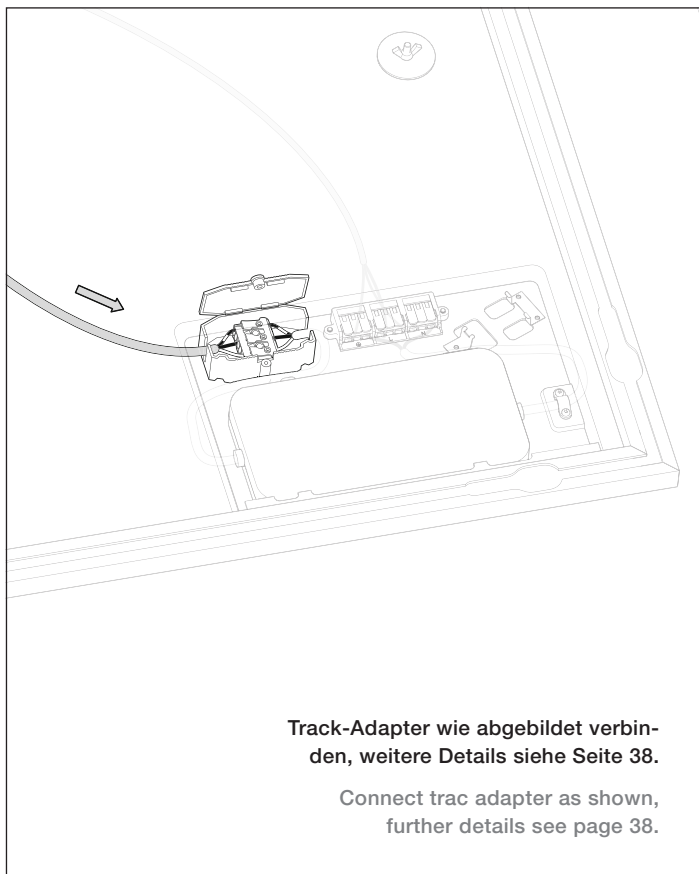 Track-Adapter wie abgebildet verbin-
den, weitere Details siehe Seite 38.
Connect trac adapter as shown,
further details see page 38.